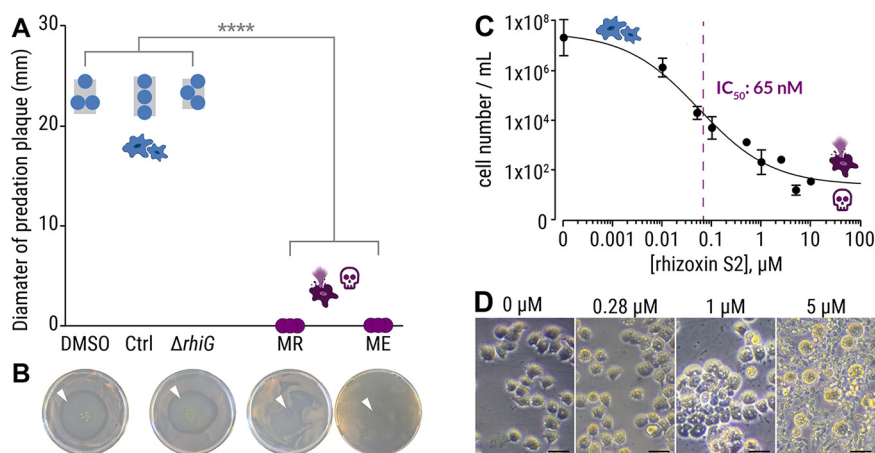 A
Diamater of predation plaque (mm)
30
20
10
0
****
DMSO Ctrl ΔrhiG MR ME
B
C
cell number / mL
1x10⁸
1x10⁶
1x10⁴
1x10²
0
IC₅₀: 65 nM
0 0.001 0.01 0.1 1 10 100
[rhizoxin S2], µM
D
0 µM 0.28 µM 1 µM 5 µM